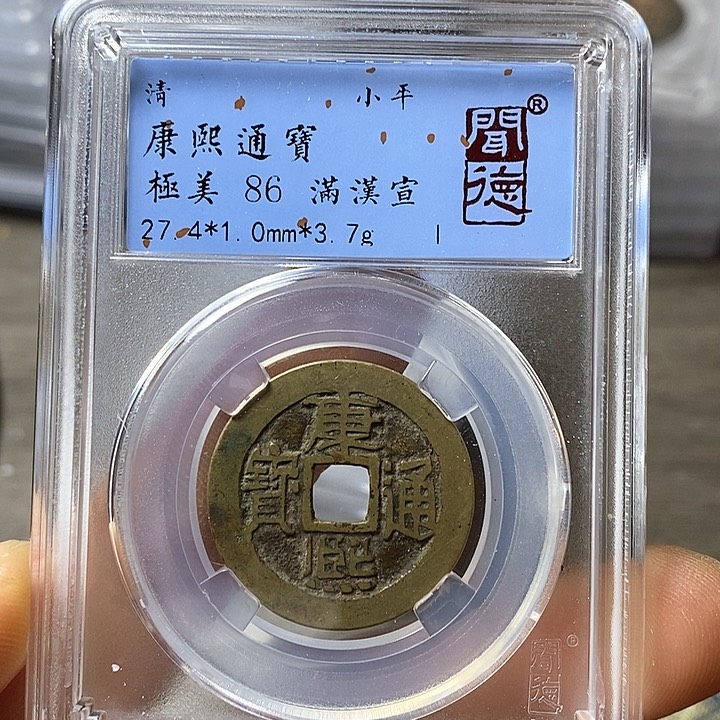 清 小平
康熙通寶
極美 86 滿漢宣
27.4*1.0mm*3.7g
聞德®
康熙通寶
聞德®